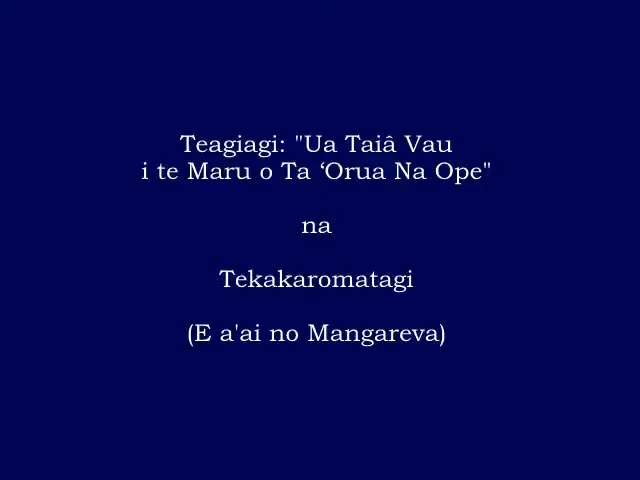 Teagiagi: "Ua Taiâ Vau
i te Maru o Ta ‘Orua Na Ope"
na
Tekakaromatagi
(E a'ai no Mangareva)